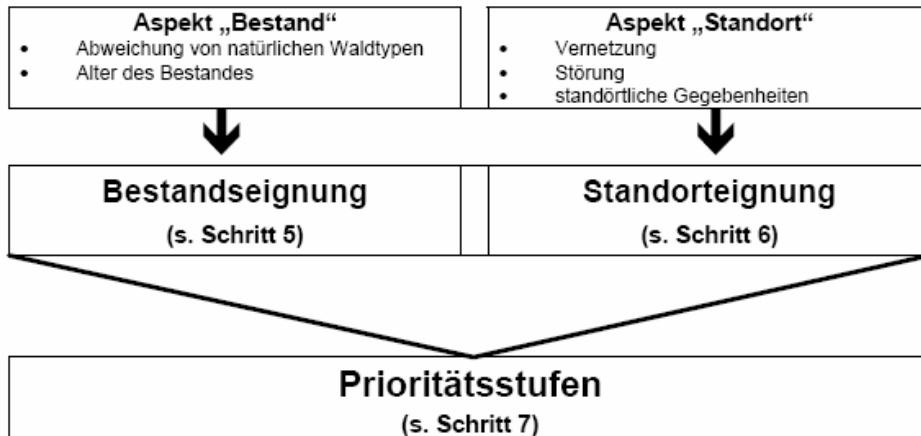 Aspekt „Bestand“
• Abweichung von natürlichen Waldtypen
• Alter des Bestandes
Aspekt „Standort“
• Vernetzung
• Störung
• standörtliche Gegebenheiten
Bestandseignung
(s. Schritt 5)
Standorteignung
(s. Schritt 6)
Prioritätsstufen
(s. Schritt 7)